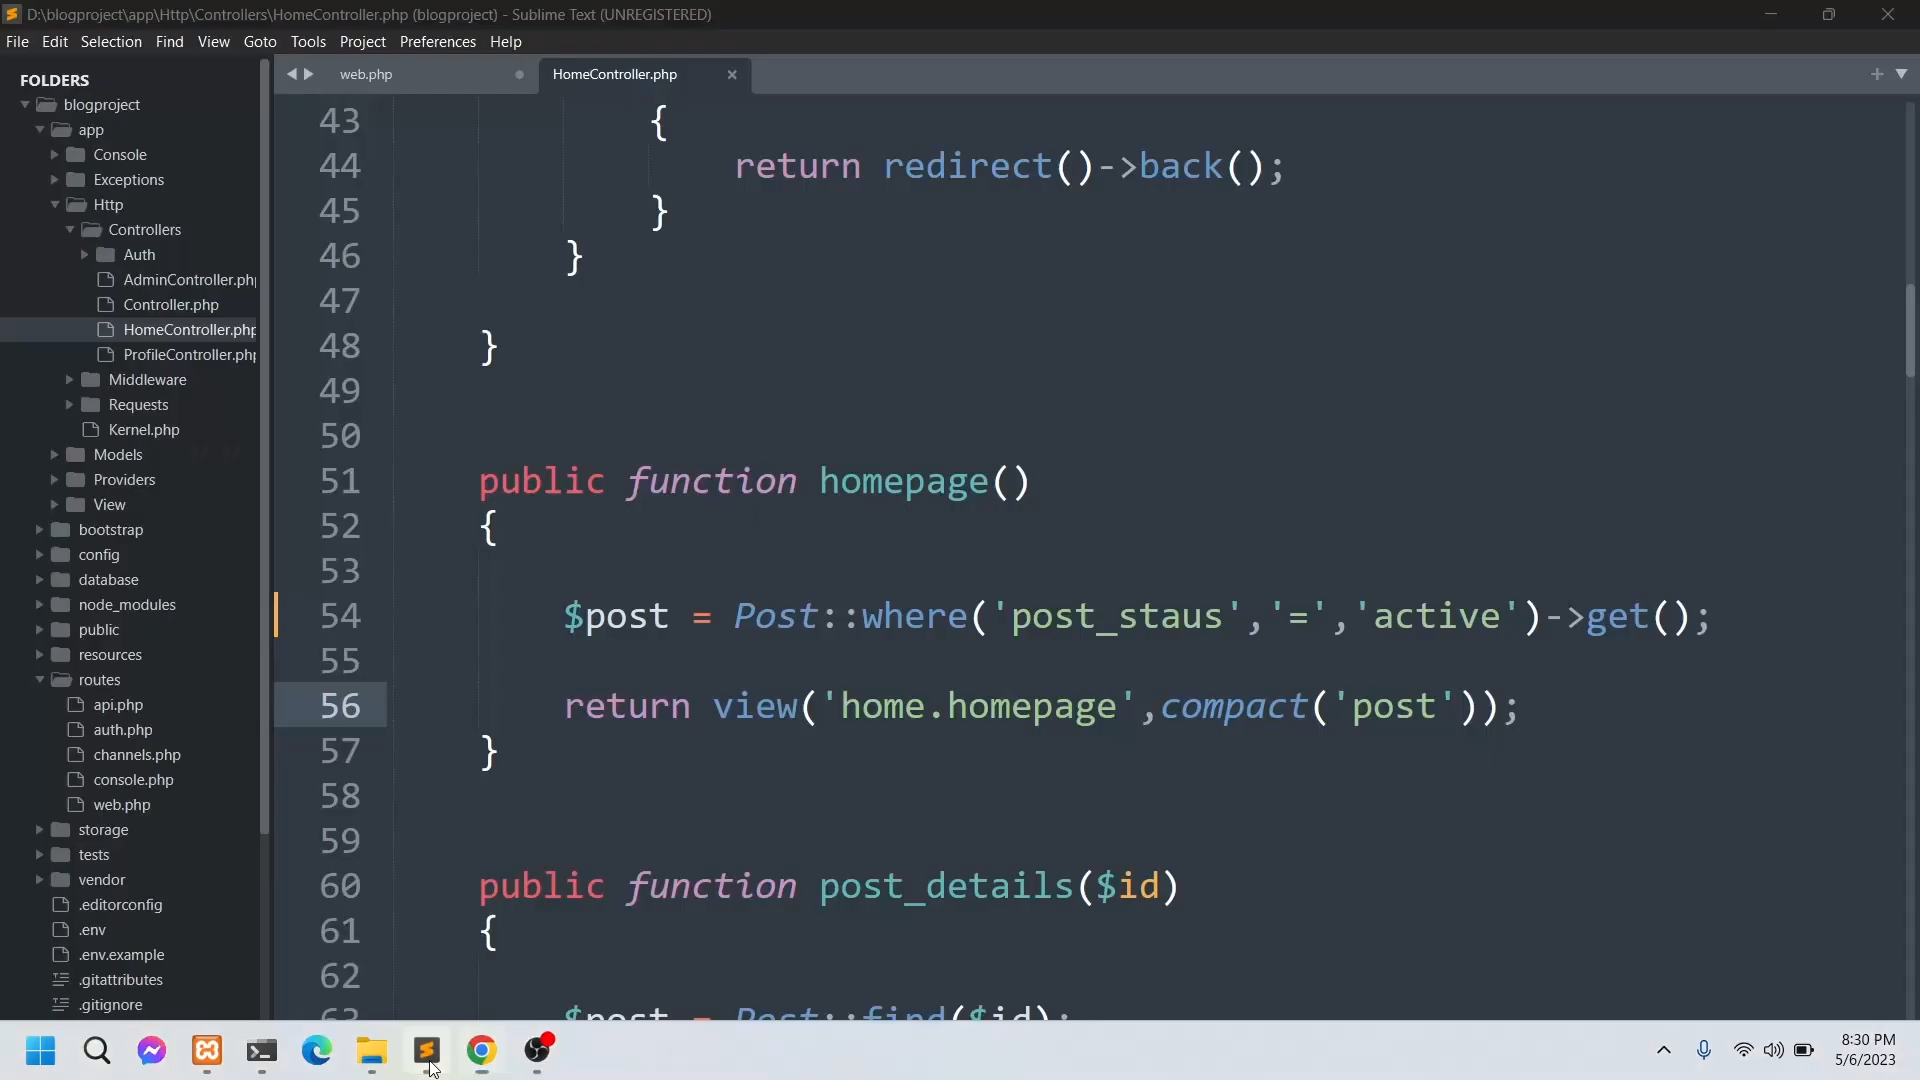 D:\blogproject\app\Http\Controllers\HomeController.php (blogproject) - Sublime Text (UNREGISTERED)
File Edit Selection Find View Goto Tools Project Preferences Help
FOLDERS
blogproject
app
Console
Exceptions
Http
Controllers
Auth
AdminController.ph
Controller.php
HomeController.php
ProfileController.ph
Middleware
Requests
Kernel.php
Models
Providers
View
bootstrap
config
database
node_modules
public
resources
routes
api.php
auth.php
channels.php
console.php
web.php
storage
tests
vendor
.editorconfig
.env
.env.example
.gitattributes
.gitignore
web.php HomeController.php
43 {
44 return redirect()->back();
45 }
46 }
47
48 }
49
50
51 public function homepage()
52 {
53
54 $post = Post::where('post_staus','=','active')->get();
55
56 return view('home.homepage',compact('post'));
57 }
58
59
60 public function post_details($id)
61 {
62
63 $post = Post::find($id);
8:30 PM
5/6/2023